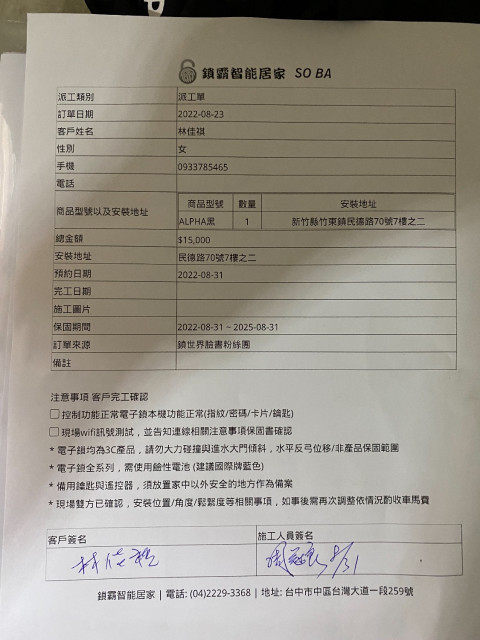 鎖霸智能居家 SO BA
派工類別 派工單
訂單日期 2022-08-23
客戶姓名 林佳祺
性別 女
手機 0933785465
電話
商品型號以及安裝地址
商品型號 數量 安裝地址
ALPHA黑 1 新竹縣竹東鎮民德路70號7樓之二
總金額 $15,000
安裝地址 民德路70號7樓之二
預約日期 2022-08-31
完工日期
施工圖片
保固期間 2022-08-31 ~ 2025-08-31
訂單來源 鎖世界臉書粉絲團
備註
注意事項 客戶完工確認
控制功能正常電子鎖本機功能正常(指紋/密碼/卡片/鑰匙)
現場wifi訊號測試，並告知連線相關注意事項保固書確認
* 電子鎖均為3C產品，請勿大力碰撞與進水大門傾斜，水平反弓位移/非產品保固範圍
* 電子鎖全系列，需使用鹼性電池 (建議國際牌藍色)
* 備用鑰匙與遙控器，須放置家中以外安全的地方作為備案
* 現場雙方已確認，安裝位置/角度/鬆緊度等相關事項，如事後需再次調整依情況酌收車馬費
客戶簽名 施工人員簽名
林佳祺 8/31
鎖霸智能居家 | 電話: (04)2229-3368 | 地址: 台中市中區台灣大道一段259號